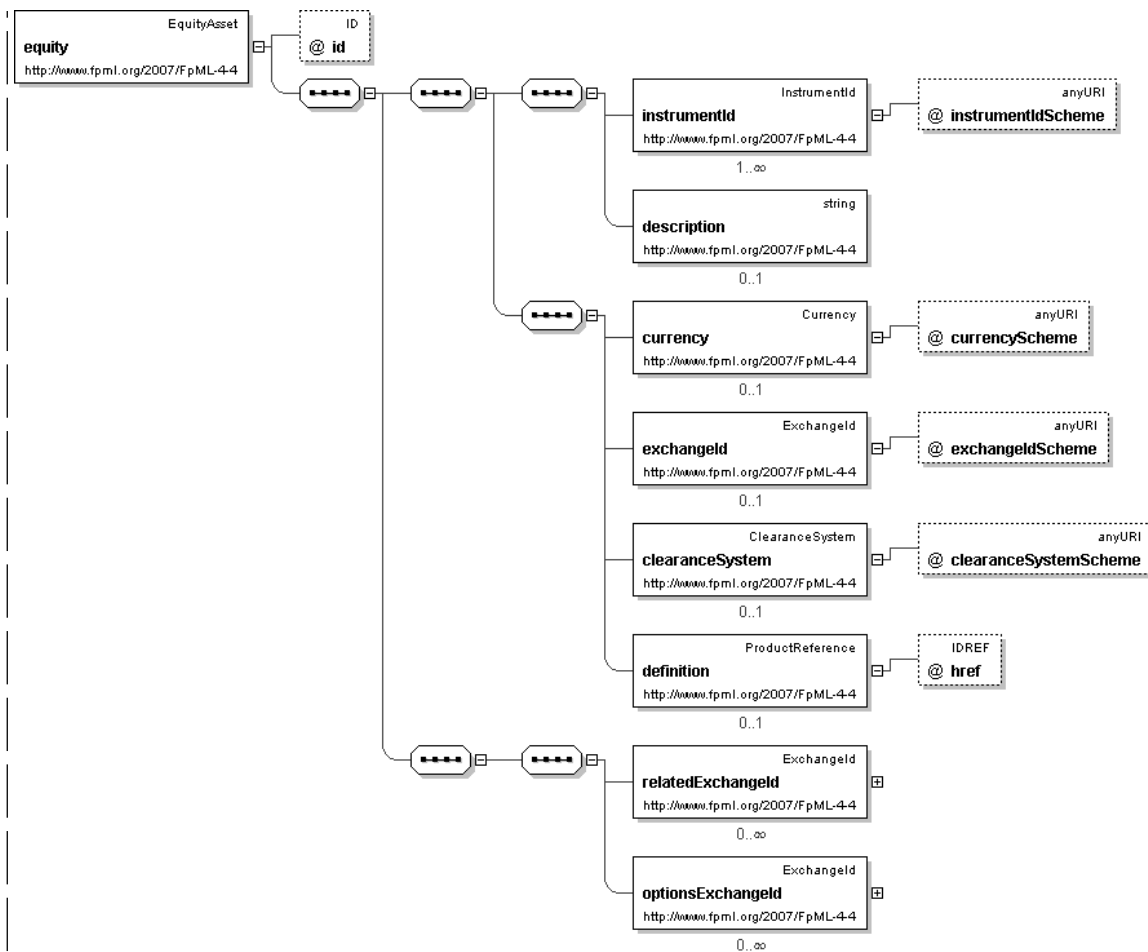 EquityAsset
equity
http://www.fpml.org/2007/FpML-4-4
ID
@ id
InstrumentId
instrumentId
http://www.fpml.org/2007/FpML-4-4
1..∞
anyURI
@ instrumentIdScheme
string
description
http://www.fpml.org/2007/FpML-4-4
0..1
Currency
currency
http://www.fpml.org/2007/FpML-4-4
0..1
anyURI
@ currencyScheme
ExchangeId
exchangeId
http://www.fpml.org/2007/FpML-4-4
0..1
anyURI
@ exchangeIdScheme
ClearanceSystem
clearanceSystem
http://www.fpml.org/2007/FpML-4-4
0..1
anyURI
@ clearanceSystemScheme
ProductReference
definition
http://www.fpml.org/2007/FpML-4-4
0..1
IDREF
@ href
ExchangeId
relatedExchangeId
http://www.fpml.org/2007/FpML-4-4
0..∞
ExchangeId
optionsExchangeId
http://www.fpml.org/2007/FpML-4-4
0..∞